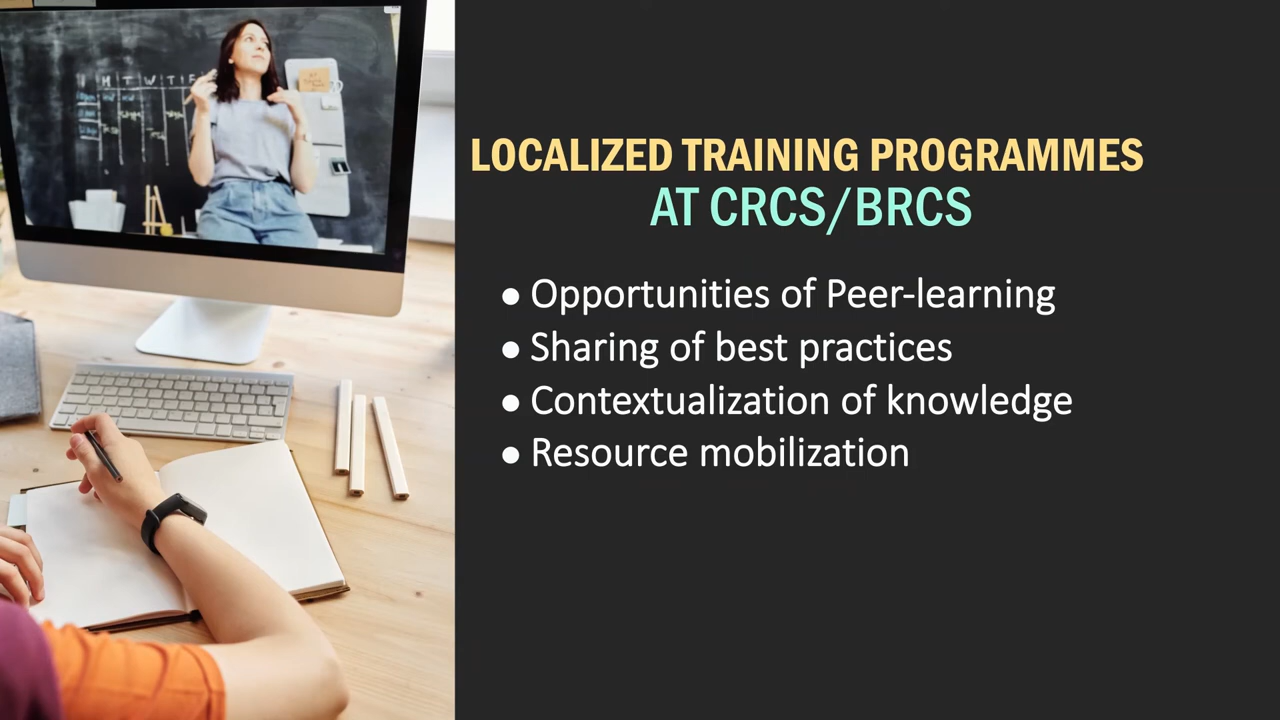 LOCALIZED TRAINING PROGRAMMES
AT CRCS/BRCS
● Opportunities of Peer-learning
● Sharing of best practices
● Contextualization of knowledge
● Resource mobilization
M T W T F